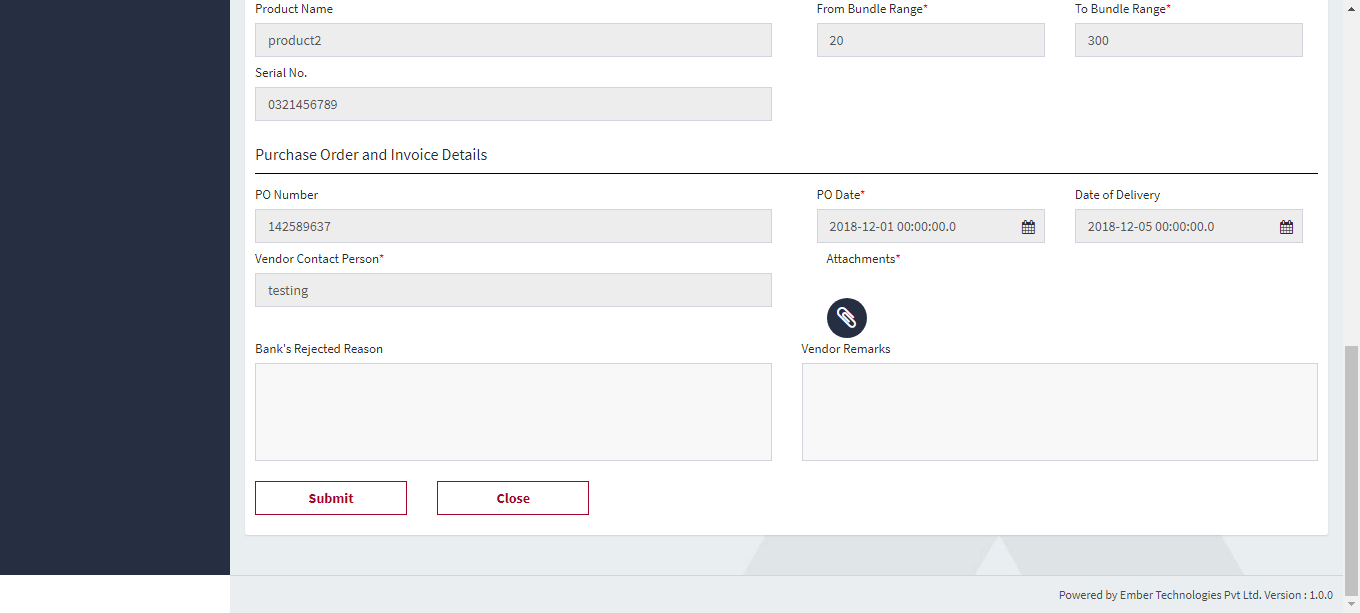 Product Name
From Bundle Range*
To Bundle Range*
product2
20
300
Serial No.
0321456789
Purchase Order and Invoice Details
PO Number
PO Date*
Date of Delivery
142589637
2018-12-01 00:00:00.0
2018-12-05 00:00:00.0
Vendor Contact Person*
Attachments*
testing
Bank's Rejected Reason
Vendor Remarks
Submit
Close
Powered by Ember Technologies Pvt Ltd. Version : 1.0.0